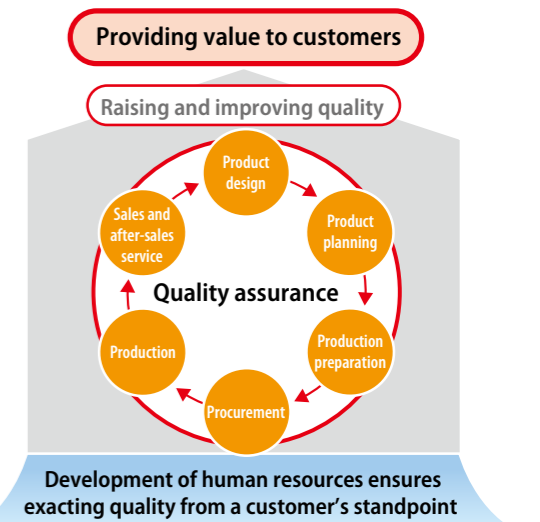 Providing value to customers
Raising and improving quality
Product
design
Product
planning
Production
preparation
Procurement
Production
Sales and
after-sales
service
Quality assurance
Development of human resources ensures
exacting quality from a customer’s standpoint